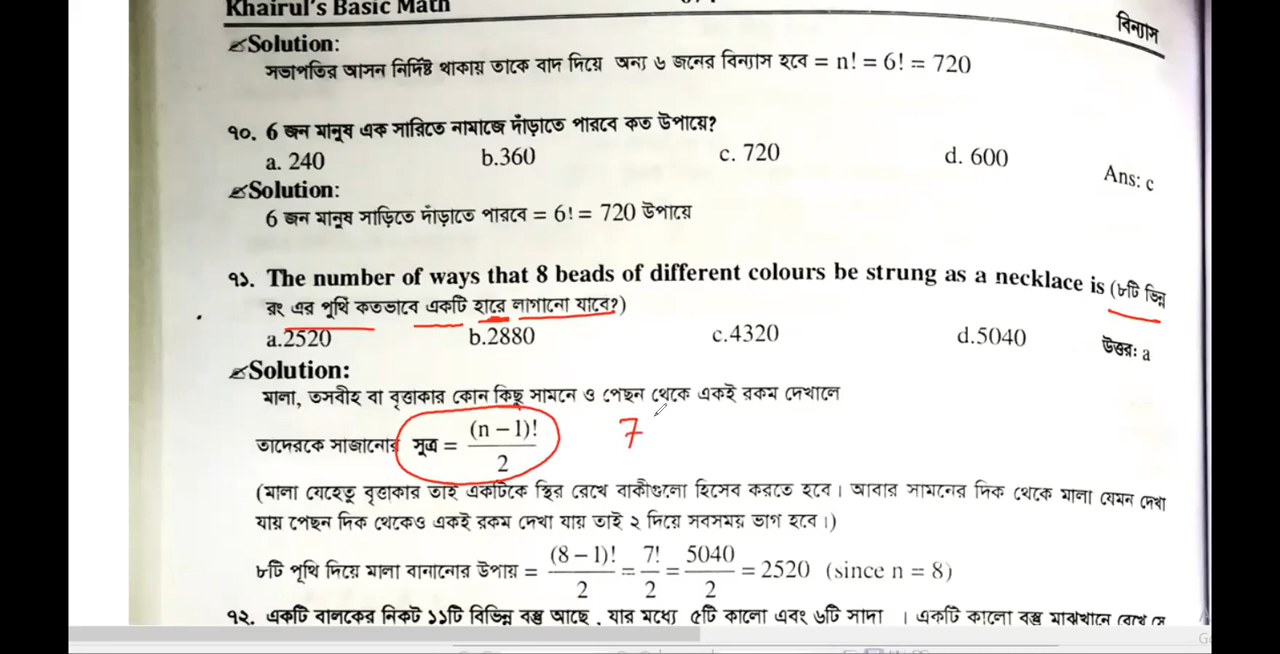 Khairul's Basic Math
বিন্যাস
Solution:
সভাপতির আসন নির্দিষ্ট থাকায় তাকে বাদ দিয়ে অন্য ৬ জনের বিন্যাস হবে = n! = 6! = 720
৭০. 6 জন মানুষ এক সারিতে নামাজে দাঁড়াতে পারবে কত উপায়ে?
a. 240 b.360 c. 720 d. 600 Ans: c
Solution:
6 জন মানুষ সাড়িতে দাঁড়াতে পারবে = 6! = 720 উপায়ে
৭১. The number of ways that 8 beads of different colours be strung as a necklace is (৮টি ভিন্ন
রং এর পুথি কতভাবে একটি হারে লাগানো যাবে?)
a.2520 b.2880 c.4320 d.5040 উত্তর: a
Solution:
মালা, তসবীহ বা বৃত্তাকার কোন কিছু সামনে ও পেছন থেকে একই রকম দেখালে
তাদেরকে সাজানোর সূত্র = (n – 1)! / 2 7
(মালা যেহেতু বৃত্তাকার তাই একটিকে স্থির রেখে বাকীগুলো হিসেব করতে হবে। আবার সামনের দিক থেকে মালা যেমন দেখা
যায় পেছন দিক থেকেও একই রকম দেখা যায় তাই ২ দিয়ে সবসময় ভাগ হবে।)
৮টি পূথি দিয়ে মালা বানানোর উপায় = (8 – 1)! / 2 = 7! / 2 = 5040 / 2 = 2520 (since n = 8)
৭২. একটি বালকের নিকট ১১টি বিভিন্ন বস্তু আছে, যার মধ্যে ৫টি কালো এবং ৬টি সাদা । একটি কালো বস্তু মাঝখানে রেখে সে